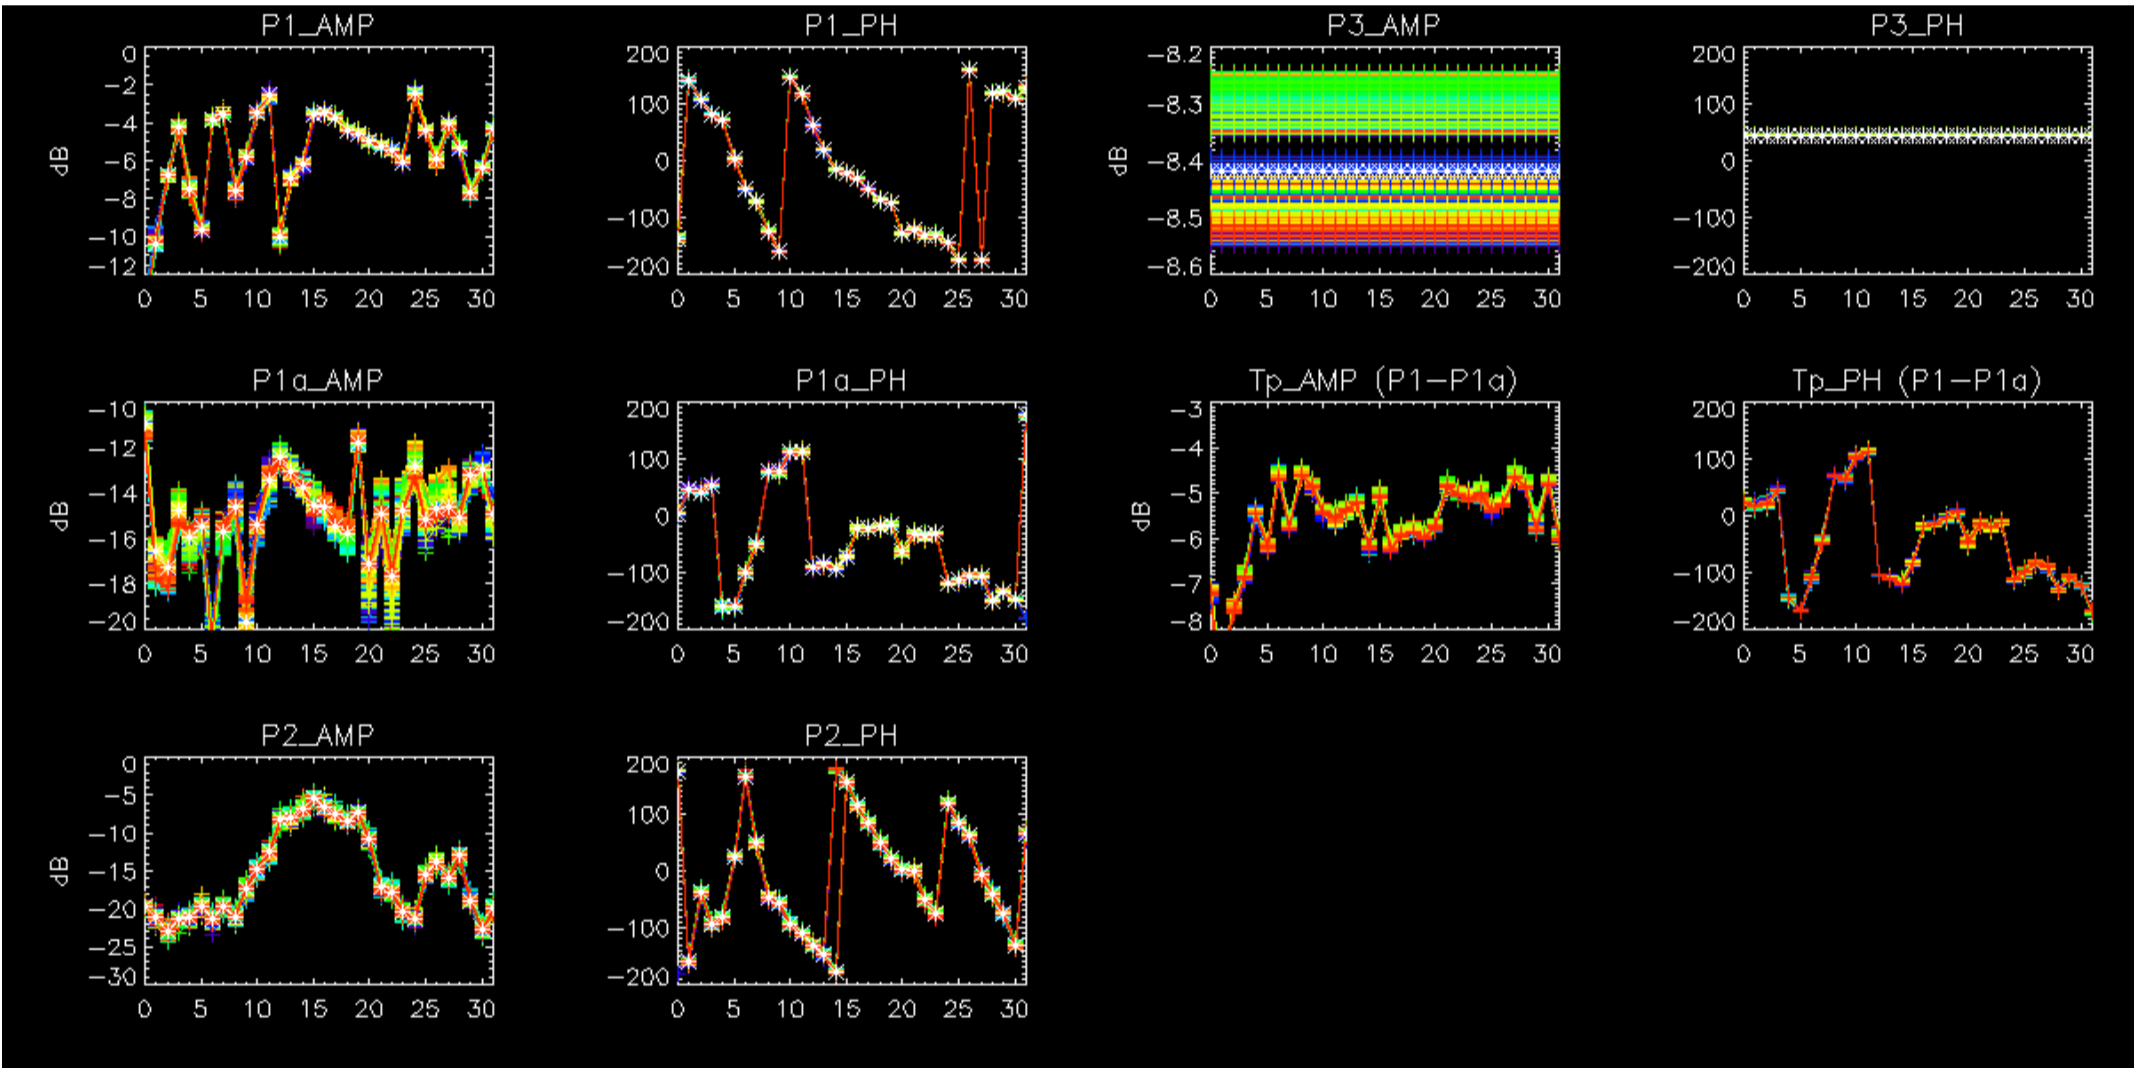 P1_AMP
P1_PH
P3_AMP
P3_PH
0
-2
-4
-6
-8
-10
-12
dB
0 5 10 15 20 25 30
200
100
0
-100
-200
0 5 10 15 20 25 30
-8.2
-8.3
-8.4
-8.5
-8.6
dB
0 5 10 15 20 25 30
200
100
0
-100
-200
0 5 10 15 20 25 30
P1a_AMP
P1a_PH
Tp_AMP (P1-P1a)
Tp_PH (P1-P1a)
-10
-12
-14
-16
-18
-20
dB
0 5 10 15 20 25 30
200
100
0
-100
-200
0 5 10 15 20 25 30
-3
-4
-5
-6
-7
-8
dB
0 5 10 15 20 25 30
200
100
0
-100
-200
0 5 10 15 20 25 30
P2_AMP
P2_PH
0
-5
-10
-15
-20
-25
-30
dB
0 5 10 15 20 25 30
200
100
0
-100
-200
0 5 10 15 20 25 30